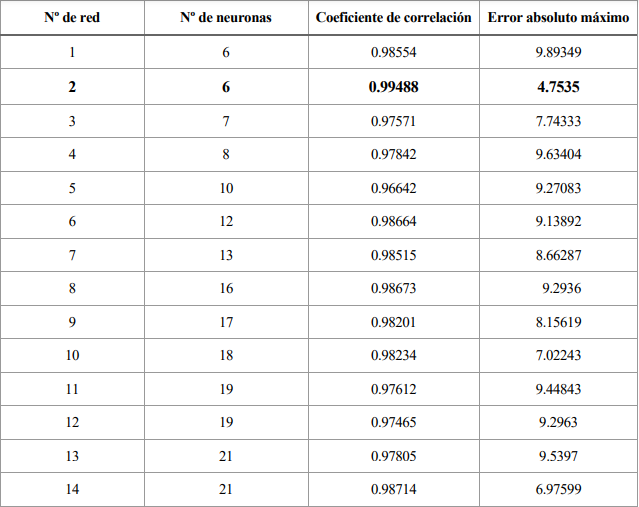 Nº de red Nº de neuronas Coeficiente de correlación Error absoluto máximo
1 6 0.98554 9.89349
2 6 0.99488 4.7535
3 7 0.97571 7.74333
4 8 0.97842 9.63404
5 10 0.96642 9.27083
6 12 0.98664 9.13892
7 13 0.98515 8.66287
8 16 0.98673 9.2936
9 17 0.98201 8.15619
10 18 0.98234 7.02243
11 19 0.97612 9.44843
12 19 0.97465 9.2963
13 21 0.97805 9.5397
14 21 0.98714 6.97599